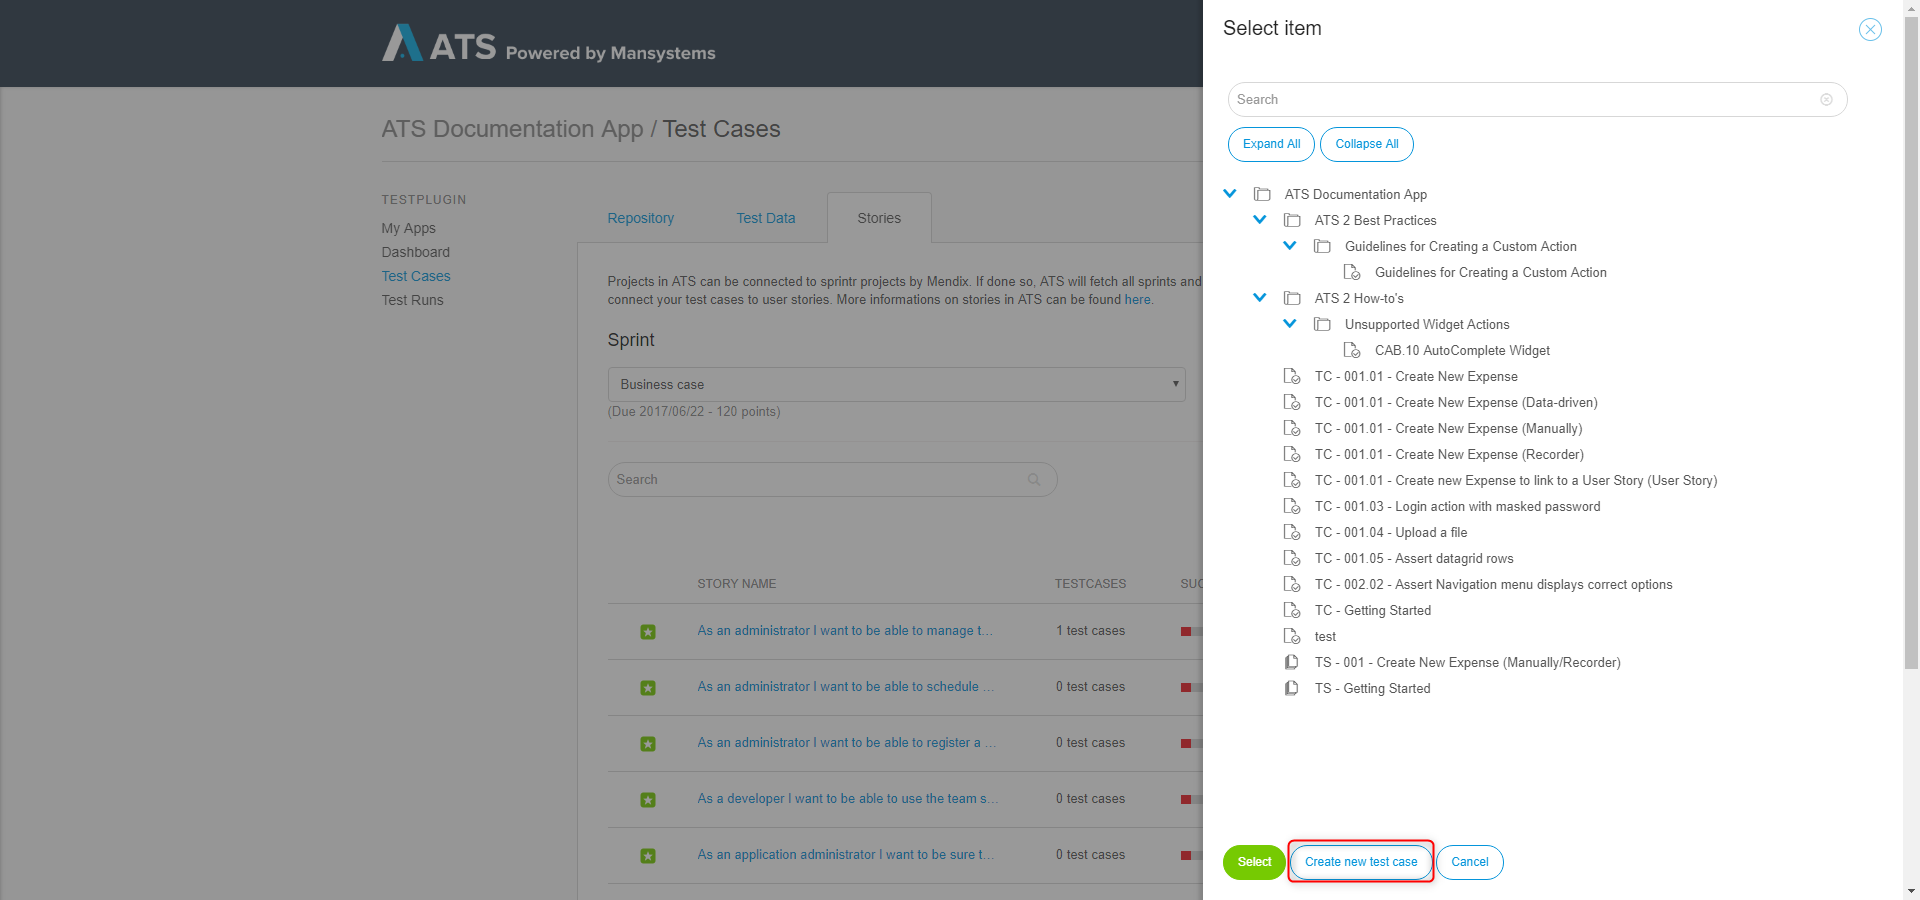 ATS Powered by Mansystems
ATS Documentation App / Test Cases
TESTPLUGIN
My Apps
Dashboard
Test Cases
Test Runs
Repository
Test Data
Stories
Projects in ATS can be connected to sprintr projects by Mendix. If done so, ATS will fetch all sprints and
connect your test cases to user stories. More informations on stories in ATS can be found here.
Sprint
Business case
(Due 2017/06/22 - 120 points)
Search
STORY NAME TESTCASES SUC
As an administrator I want to be able to manage t... 1 test cases
As an administrator I want to be able to schedule ... 0 test cases
As an administrator I want to be able to register a ... 0 test cases
As a developer I want to be able to use the team s... 0 test cases
As an application administrator I want to be sure t... 0 test cases
Select item
Search
Expand All
Collapse All
ATS Documentation App
ATS 2 Best Practices
Guidelines for Creating a Custom Action
Guidelines for Creating a Custom Action
ATS 2 How-to's
Unsupported Widget Actions
CAB.10 AutoComplete Widget
TC - 001.01 - Create New Expense
TC - 001.01 - Create New Expense (Data-driven)
TC - 001.01 - Create New Expense (Manually)
TC - 001.01 - Create New Expense (Recorder)
TC - 001.01 - Create new Expense to link to a User Story (User Story)
TC - 001.03 - Login action with masked password
TC - 001.04 - Upload a file
TC - 001.05 - Assert datagrid rows
TC - 002.02 - Assert Navigation menu displays correct options
TC - Getting Started
test
TS - 001 - Create New Expense (Manually/Recorder)
TS - Getting Started
Select
Create new test case
Cancel